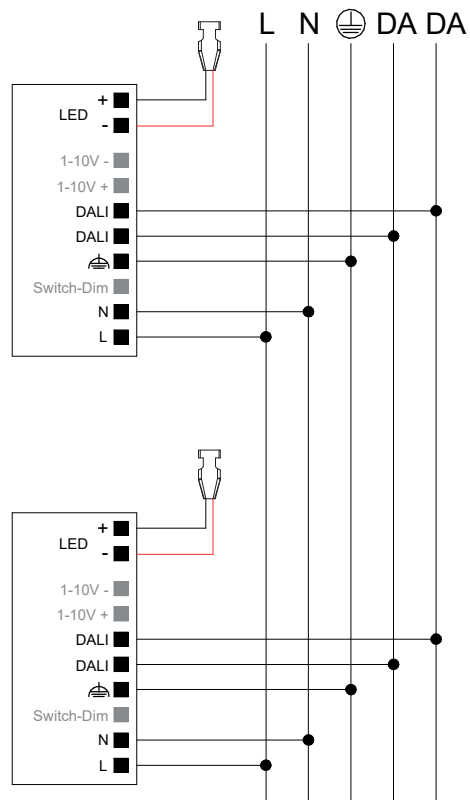 L N DA DA
+
LED
-
1-10V -
1-10V +
DALI
DALI
Switch-Dim
N
L
+
LED
-
1-10V -
1-10V +
DALI
DALI
Switch-Dim
N
L